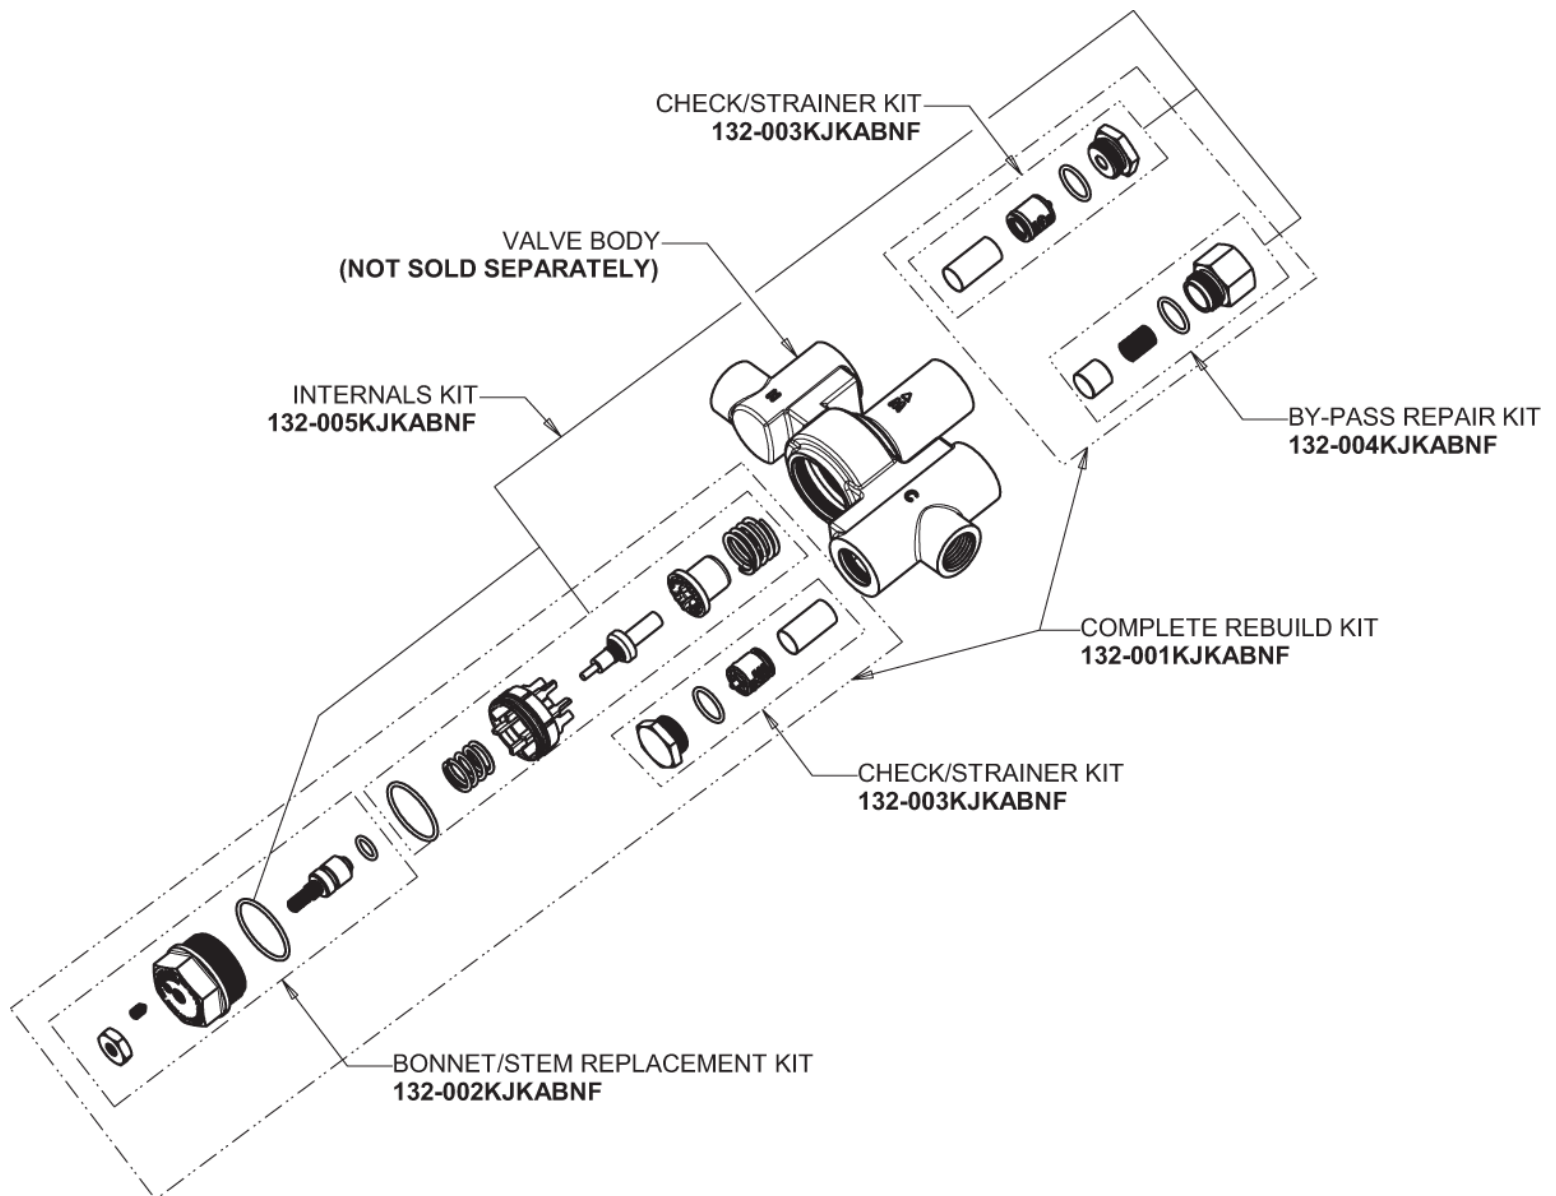 CHECK/STRAINER KIT
132-003KJKABNF
VALVE BODY
(NOT SOLD SEPARATELY)
INTERNALS KIT
132-005KJKABNF
BY-PASS REPAIR KIT
132-004KJKABNF
C
COMPLETE REBUILD KIT
132-001KJKABNF
CHECK/STRAINER KIT
132-003KJKABNF
BONNET/STEM REPLACEMENT KIT
132-002KJKABNF